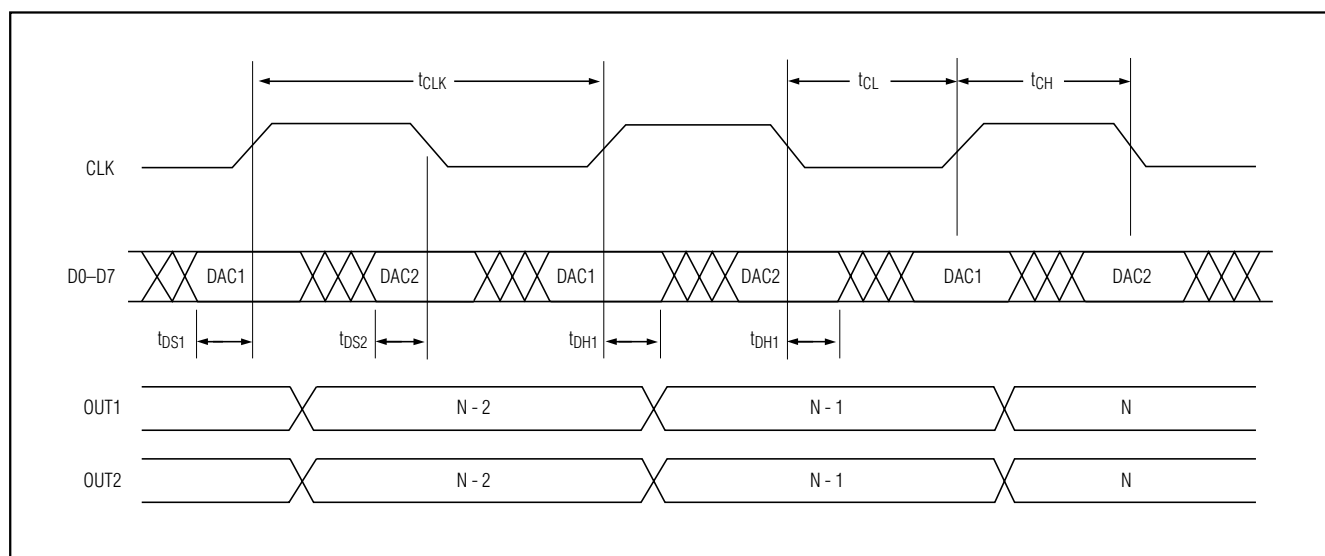 tCLK tCL tCH
CLK
D0–D7 DAC1 DAC2 DAC1 DAC2 DAC1 DAC2
tDS1 tDS2 tDH1 tDH1
OUT1 N - 2 N - 1 N
OUT2 N - 2 N - 1 N